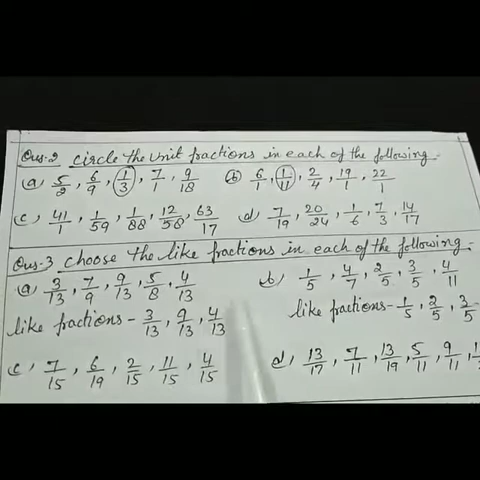 Ques-2 circle the Unit fractions in each of the following:-
(a) 5/2, 6/9, 1/3, 7/1, 9/18 (b) 6/1, 1/11, 2/4, 19/1, 22/1
(c) 41/1, 1/59, 1/88, 12/58, 63/17 d) 7/19, 20/24, 1/6, 7/3, 14/17
Ques-3 choose the like fractions in each of the following:-
(a) 3/13, 7/9, 9/13, 5/8, 4/13 b) 1/5, 4/7, 2/5, 3/5, 4/11
like fractions - 3/13, 9/13, 4/13 like fractions - 1/5, 2/5, 3/5
c) 7/15, 6/19, 2/15, 11/15, 4/15 d) 13/17, 7/11, 13/19, 5/11, 9/11,